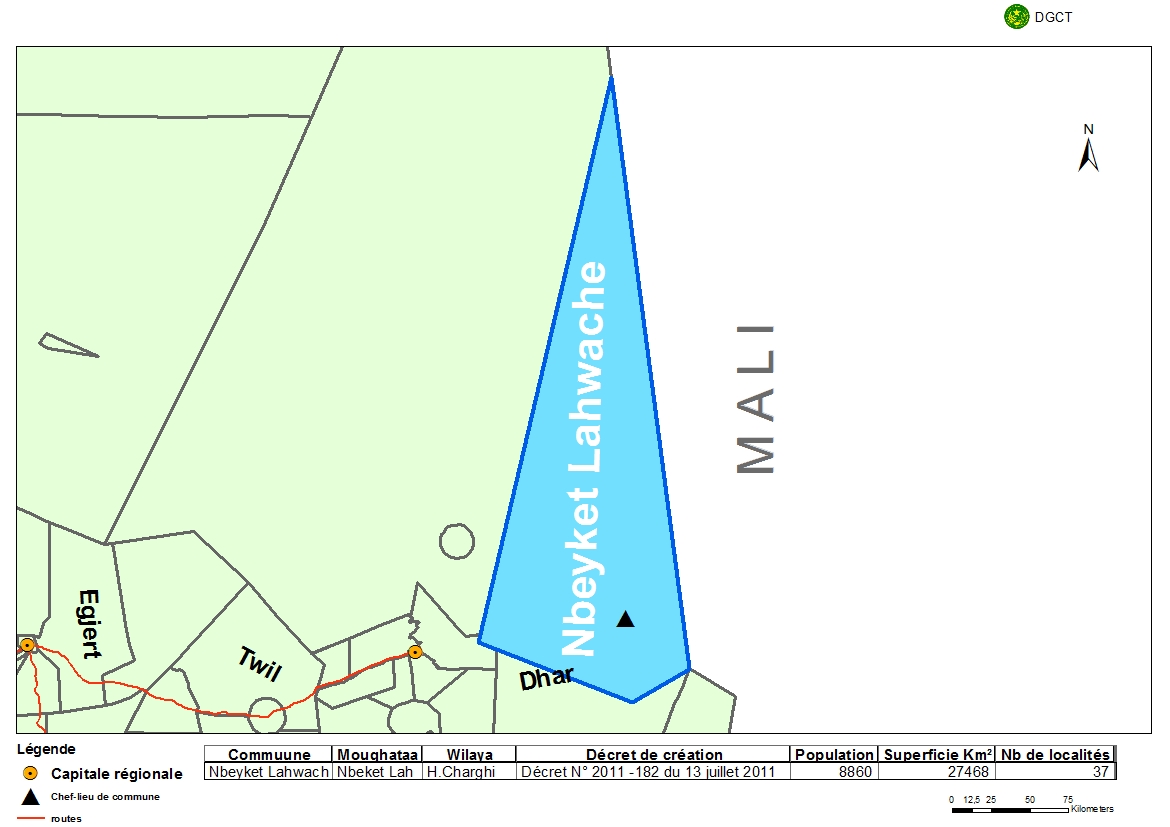 DGCT
N
Nbeyket Lahwache
MALI
Egjert
Twil
Dhar
Légende
Capitale régionale
Chef-lieu de commune
routes
Commuune Moughataa Wilaya Décret de création Population Superficie Km² Nb de localités
Nbeyket Lahwach Nbeket Lah H.Charghi Décret N° 2011 -182 du 13 juillet 2011 8860 27468 37
0 12,5 25 50 75
Kilometers